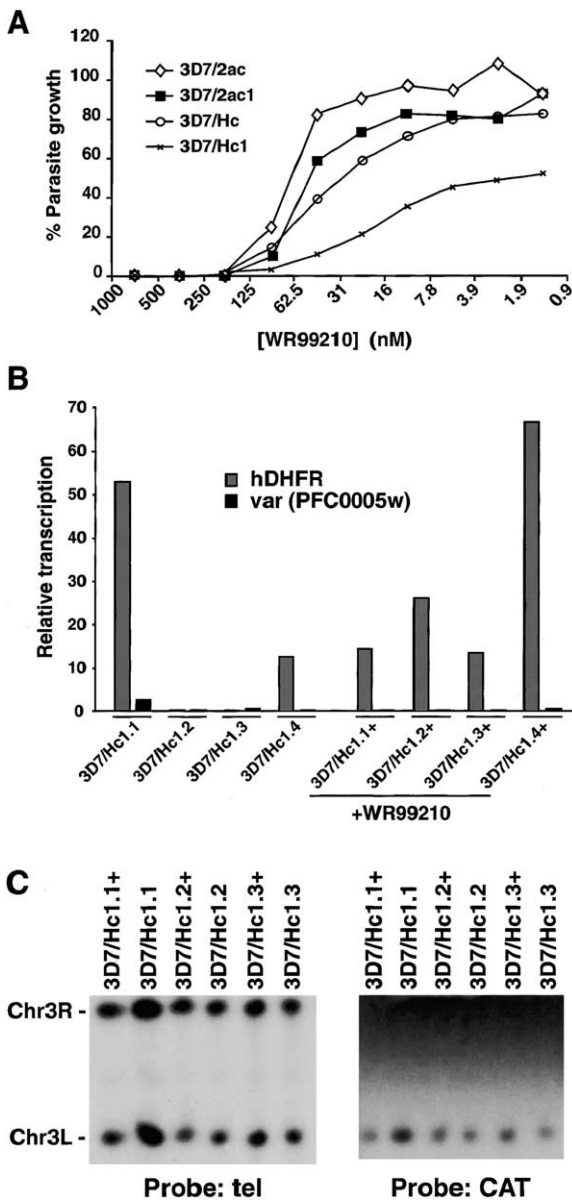 A
120
100
80
60
40
20
0
% Parasite growth
3D7/2ac
3D7/2ac1
3D7/Hc
3D7/Hc1
1000
500
250
125
62.5
31
16
7.8
3.9
1.9
0.9
[WR99210] (nM)
B
70
60
50
40
30
20
10
0
Relative transcription
hDHFR
var (PFC0005w)
3D7/Hc1.1
3D7/Hc1.2
3D7/Hc1.3
3D7/Hc1.4
3D7/Hc1.1+
3D7/Hc1.2+
3D7/Hc1.3+
3D7/Hc1.4+
+WR99210
C
3D7/Hc1.1+
3D7/Hc1.1
3D7/Hc1.2+
3D7/Hc1.2
3D7/Hc1.3+
3D7/Hc1.3
3D7/Hc1.1+
3D7/Hc1.1
3D7/Hc1.2+
3D7/Hc1.2
3D7/Hc1.3+
3D7/Hc1.3
Chr3R -
Chr3L -
Probe: tel
Probe: CAT